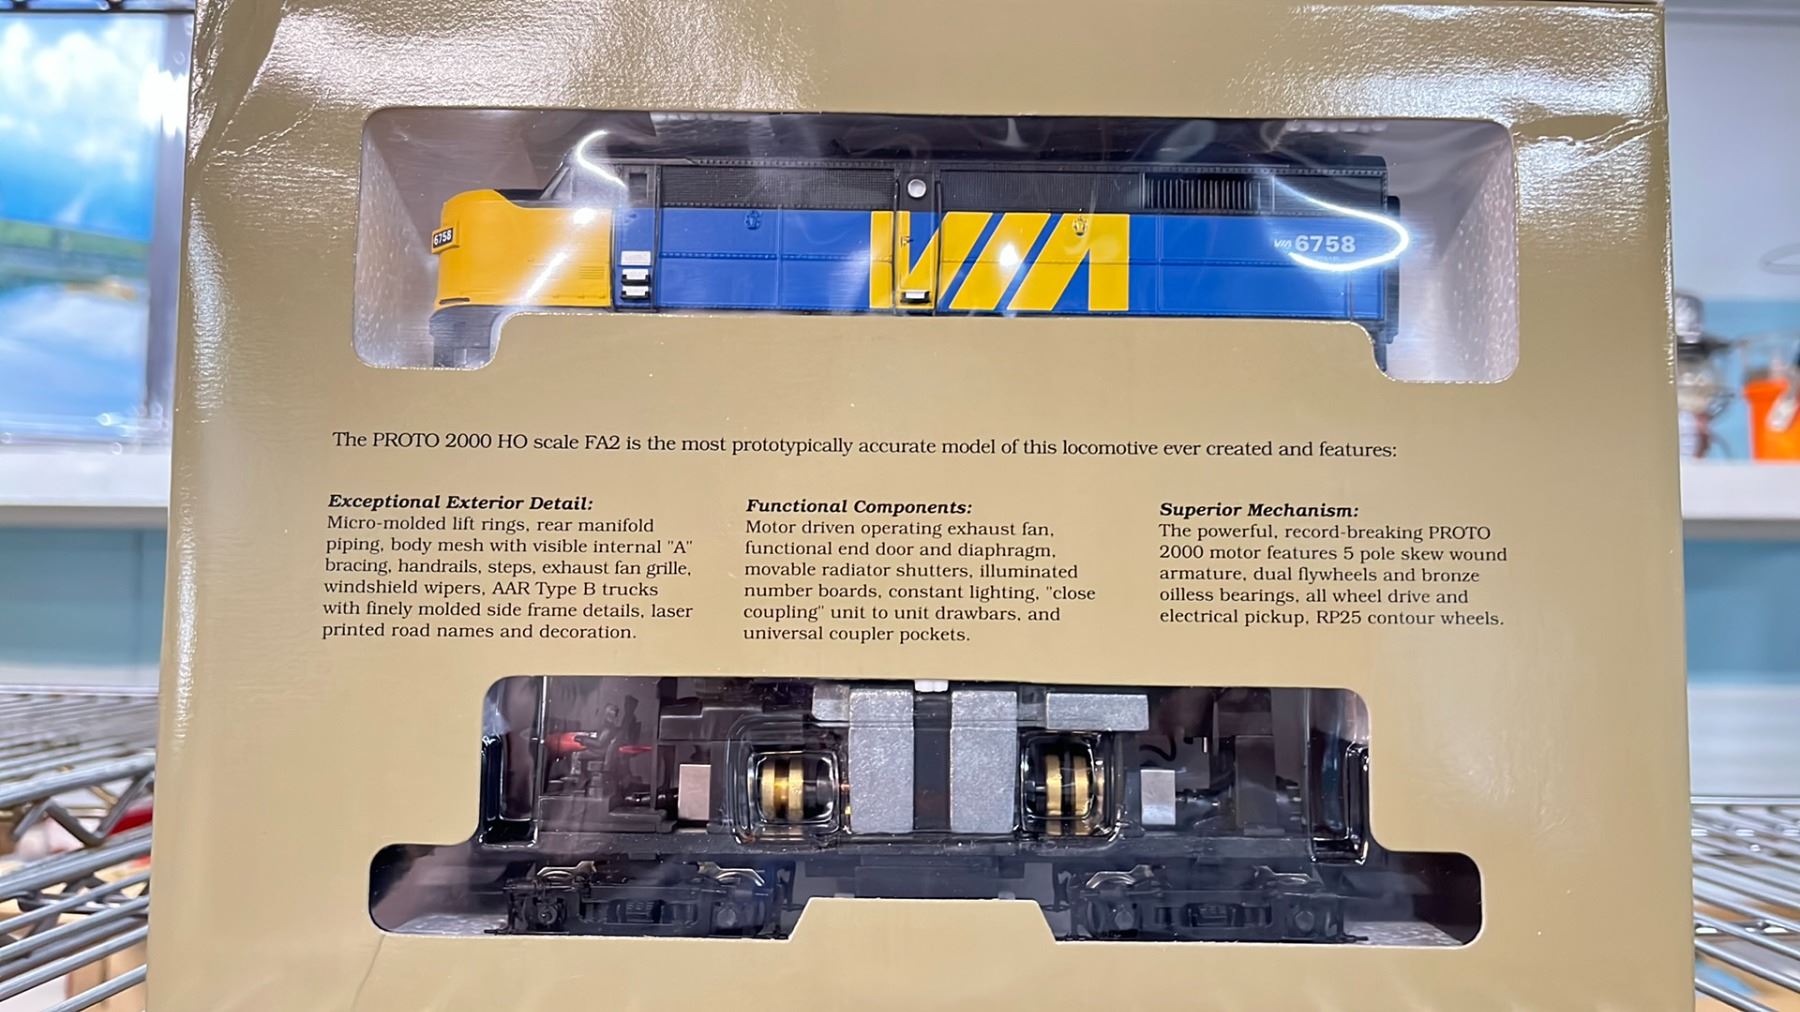 6758
VIA
VIA 6758
The PROTO 2000 HO scale FA2 is the most prototypically accurate model of this locomotive ever created and features:
Exceptional Exterior Detail:
Micro-molded lift rings, rear manifold
piping, body mesh with visible internal "A"
bracing, handrails, steps, exhaust fan grille,
windshield wipers, AAR Type B trucks
with finely molded side frame details, laser
printed road names and decoration.
Functional Components:
Motor driven operating exhaust fan,
functional end door and diaphragm,
movable radiator shutters, illuminated
number boards, constant lighting, "close
coupling" unit to unit drawbars, and
universal coupler pockets.
Superior Mechanism:
The powerful, record-breaking PROTO
2000 motor features 5 pole skew wound
armature, dual flywheels and bronze
oilless bearings, all wheel drive and
electrical pickup, RP25 contour wheels.